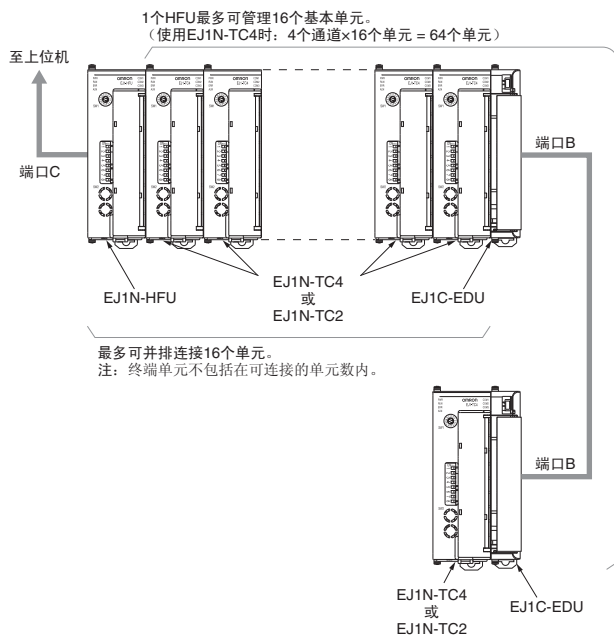 1个HFU最多可管理16个基本单元。
（使用EJ1N-TC4时：4个通道×16个单元 = 64个单元）
至上位机
端口C
端口B
EJ1N-HFU
EJ1N-TC4
或
EJ1N-TC2
EJ1C-EDU
最多可并排连接16个单元。
注：终端单元不包括在可连接的单元数内。
端口B
EJ1N-TC4
或
EJ1N-TC2
EJ1C-EDU